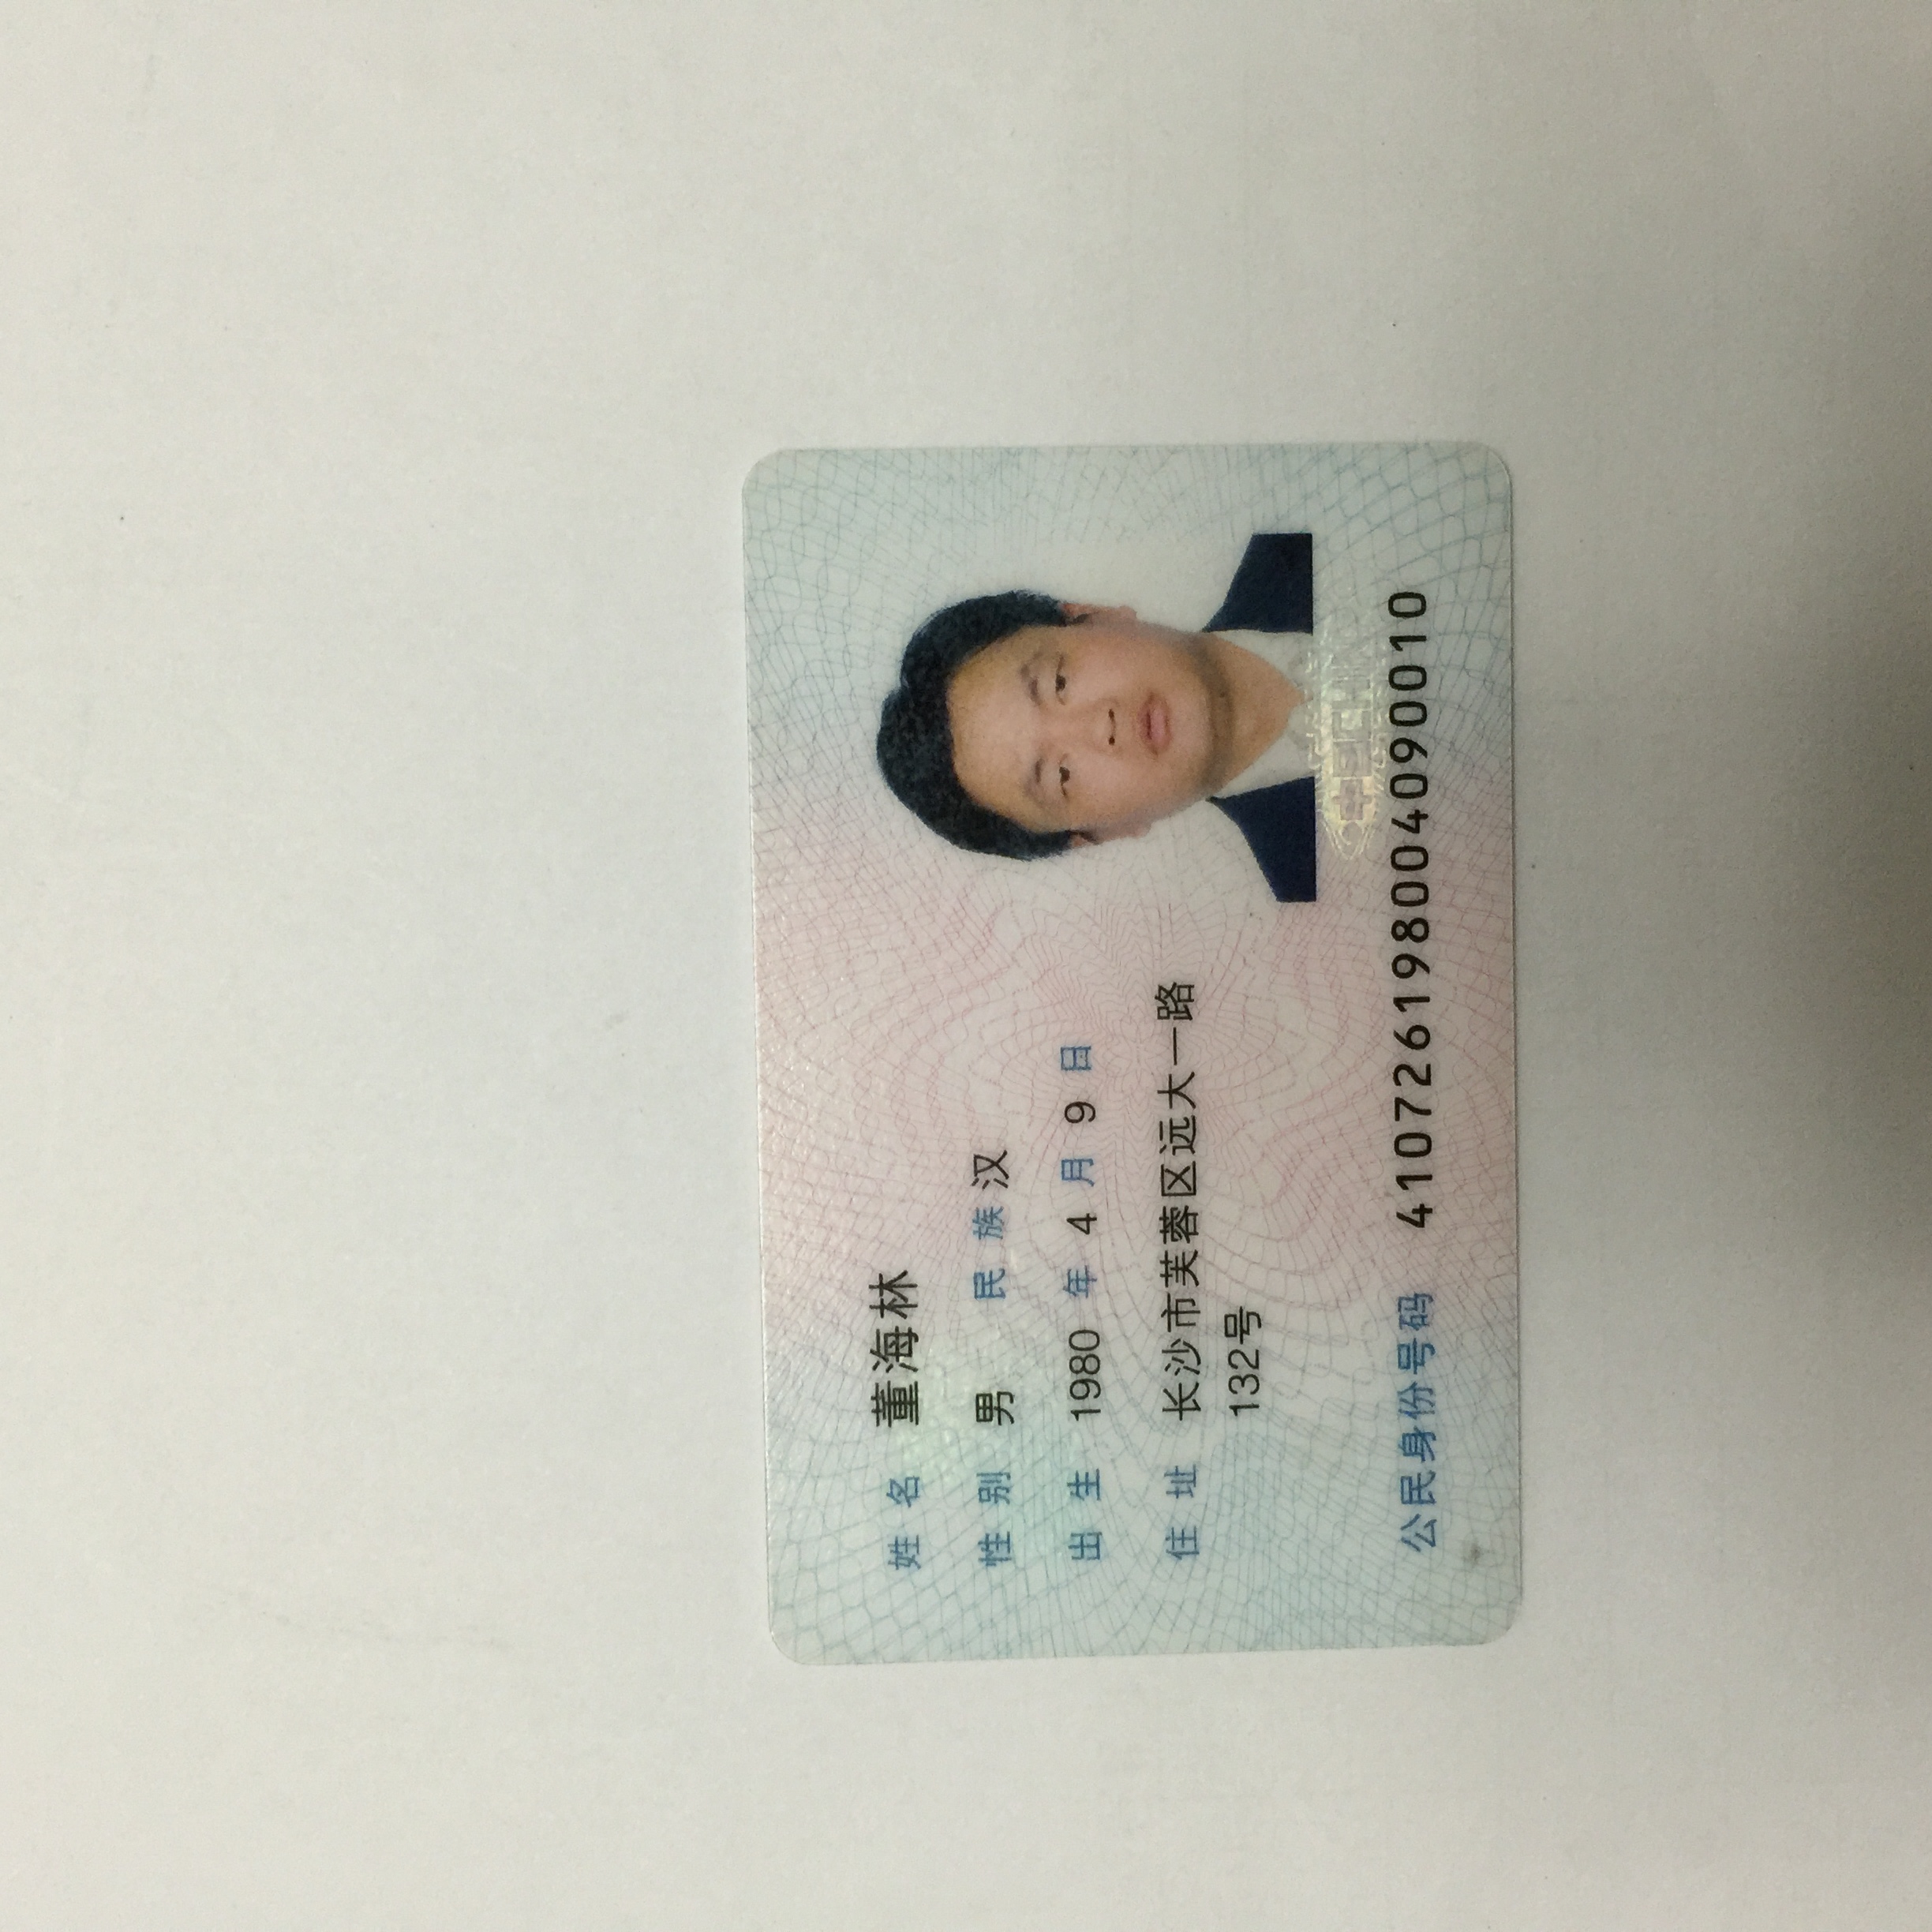 姓名 董海林
性别 男 民族 汉
出生 1980 年 4 月 9 日
住址 长沙市芙蓉区远大一路
132号
中国CHINA
公民身份号码 410726198004090010